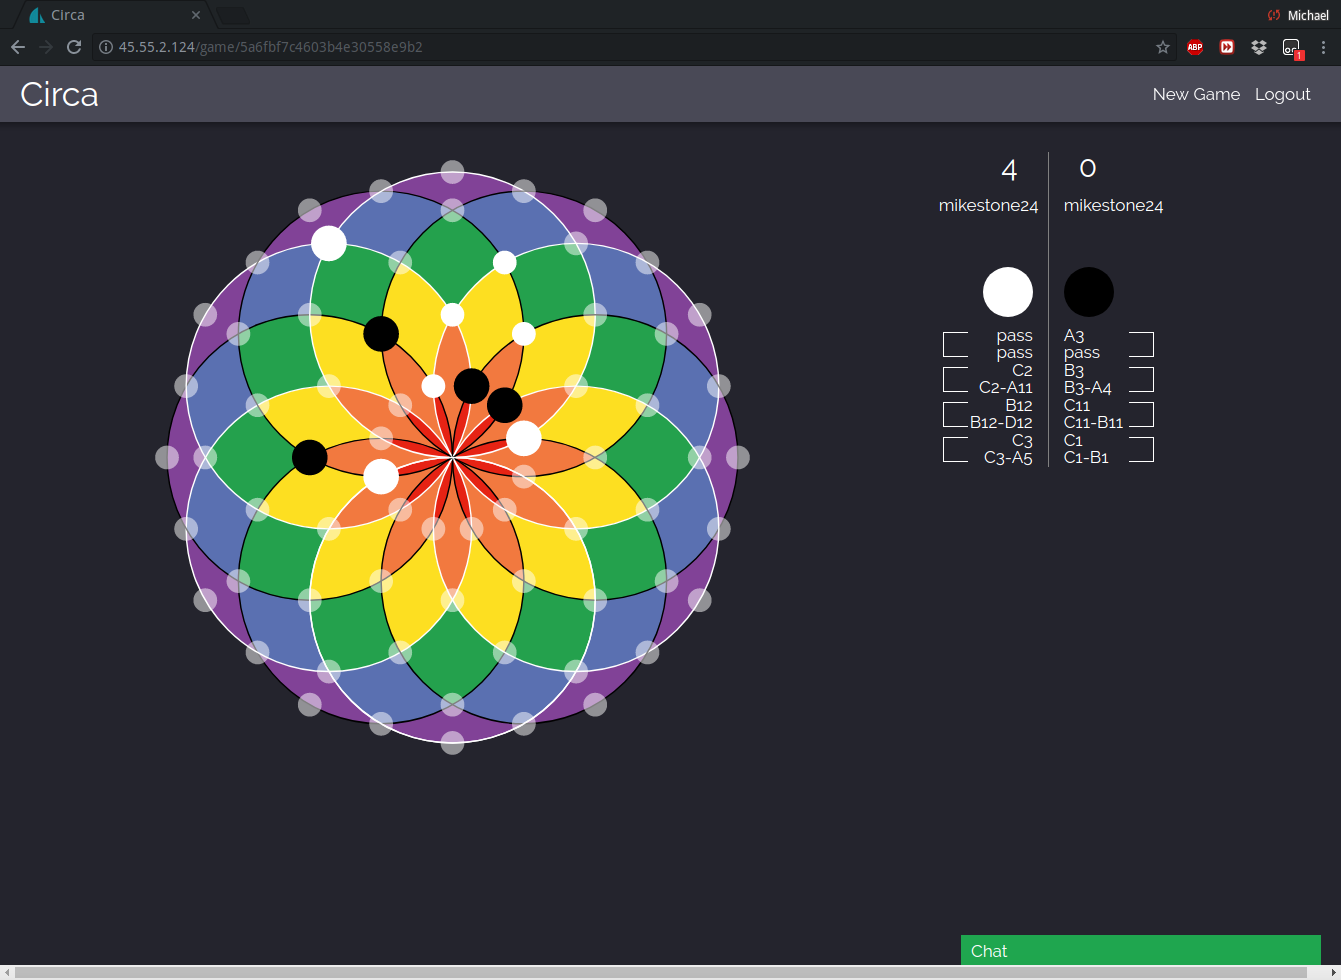 Circa
Michael
45.55.2.124/game/5a6fbf7c4603b4e30558e9b2
ABP
1
Circa
New Game Logout
4 0
mikestone24 mikestone24
pass A3
pass pass
C2 B3
C2-A11 B3-A4
B12 C11
B12-D12 C11-B11
C3 C1
C3-A5 C1-B1
Chat